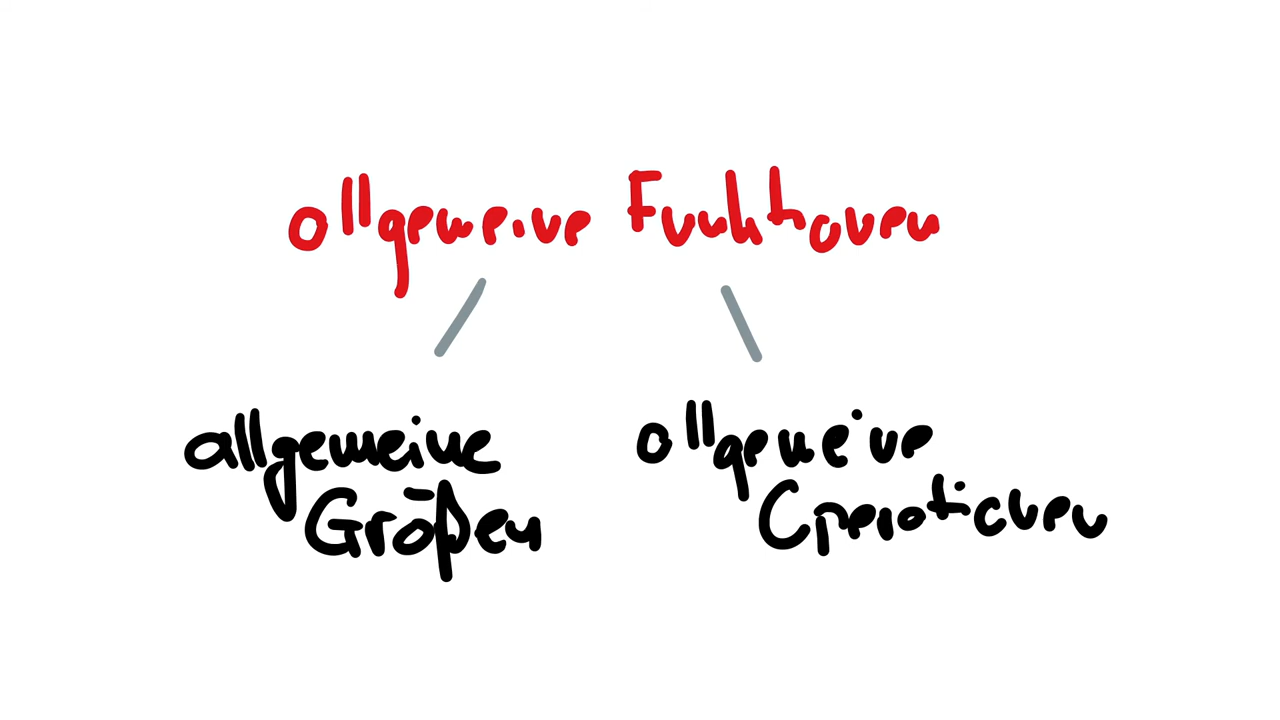 allgemeine Funktionen
allgemeine
Größen
allgemeine
Operationen